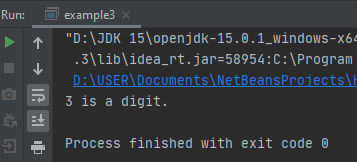 Run: example3 ×
"D:\JDK 15\openjdk-15.0.1_windows-x64
.3\lib\idea_rt.jar=58954:C:\Program
D:\USER\Documents\NetBeansProjects\H
3 is a digit.
Process finished with exit code 0